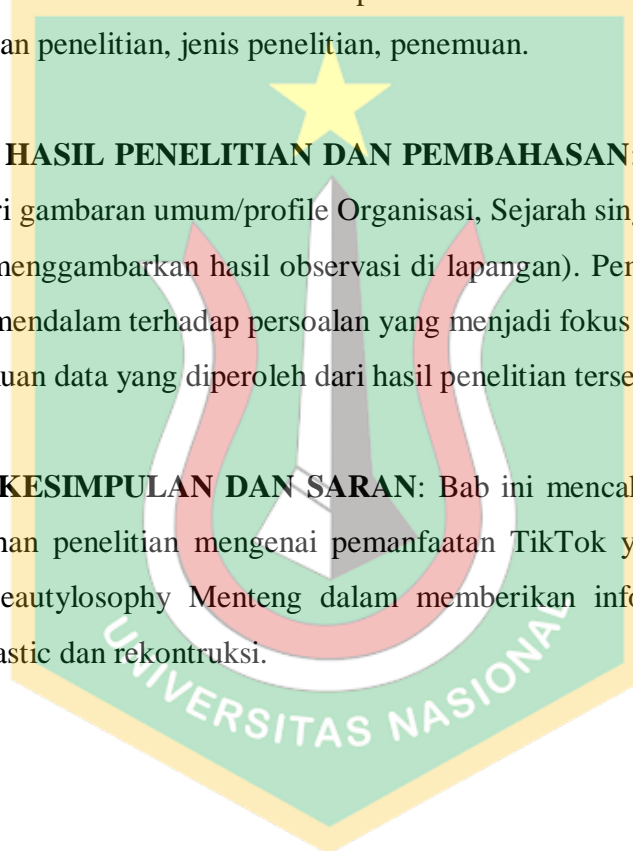 an penelitian, jenis penelitian, penemuan.
HASIL PENELITIAN DAN PEMBAHASAN:
ri gambaran umum/profile Organisasi, Sejarah sin
menggambarkan hasil observasi di lapangan). Pen
mendalam terhadap persoalan yang menjadi fokus
uan data yang diperoleh dari hasil penelitian terse
KESIMPULAN DAN SARAN: Bab ini menca
nan penelitian mengenai pemanfaatan TikTok y
eautylosophy Menteng dalam memberikan info
astic dan rekontruksi.
UNIVERSITAS NASIONAL